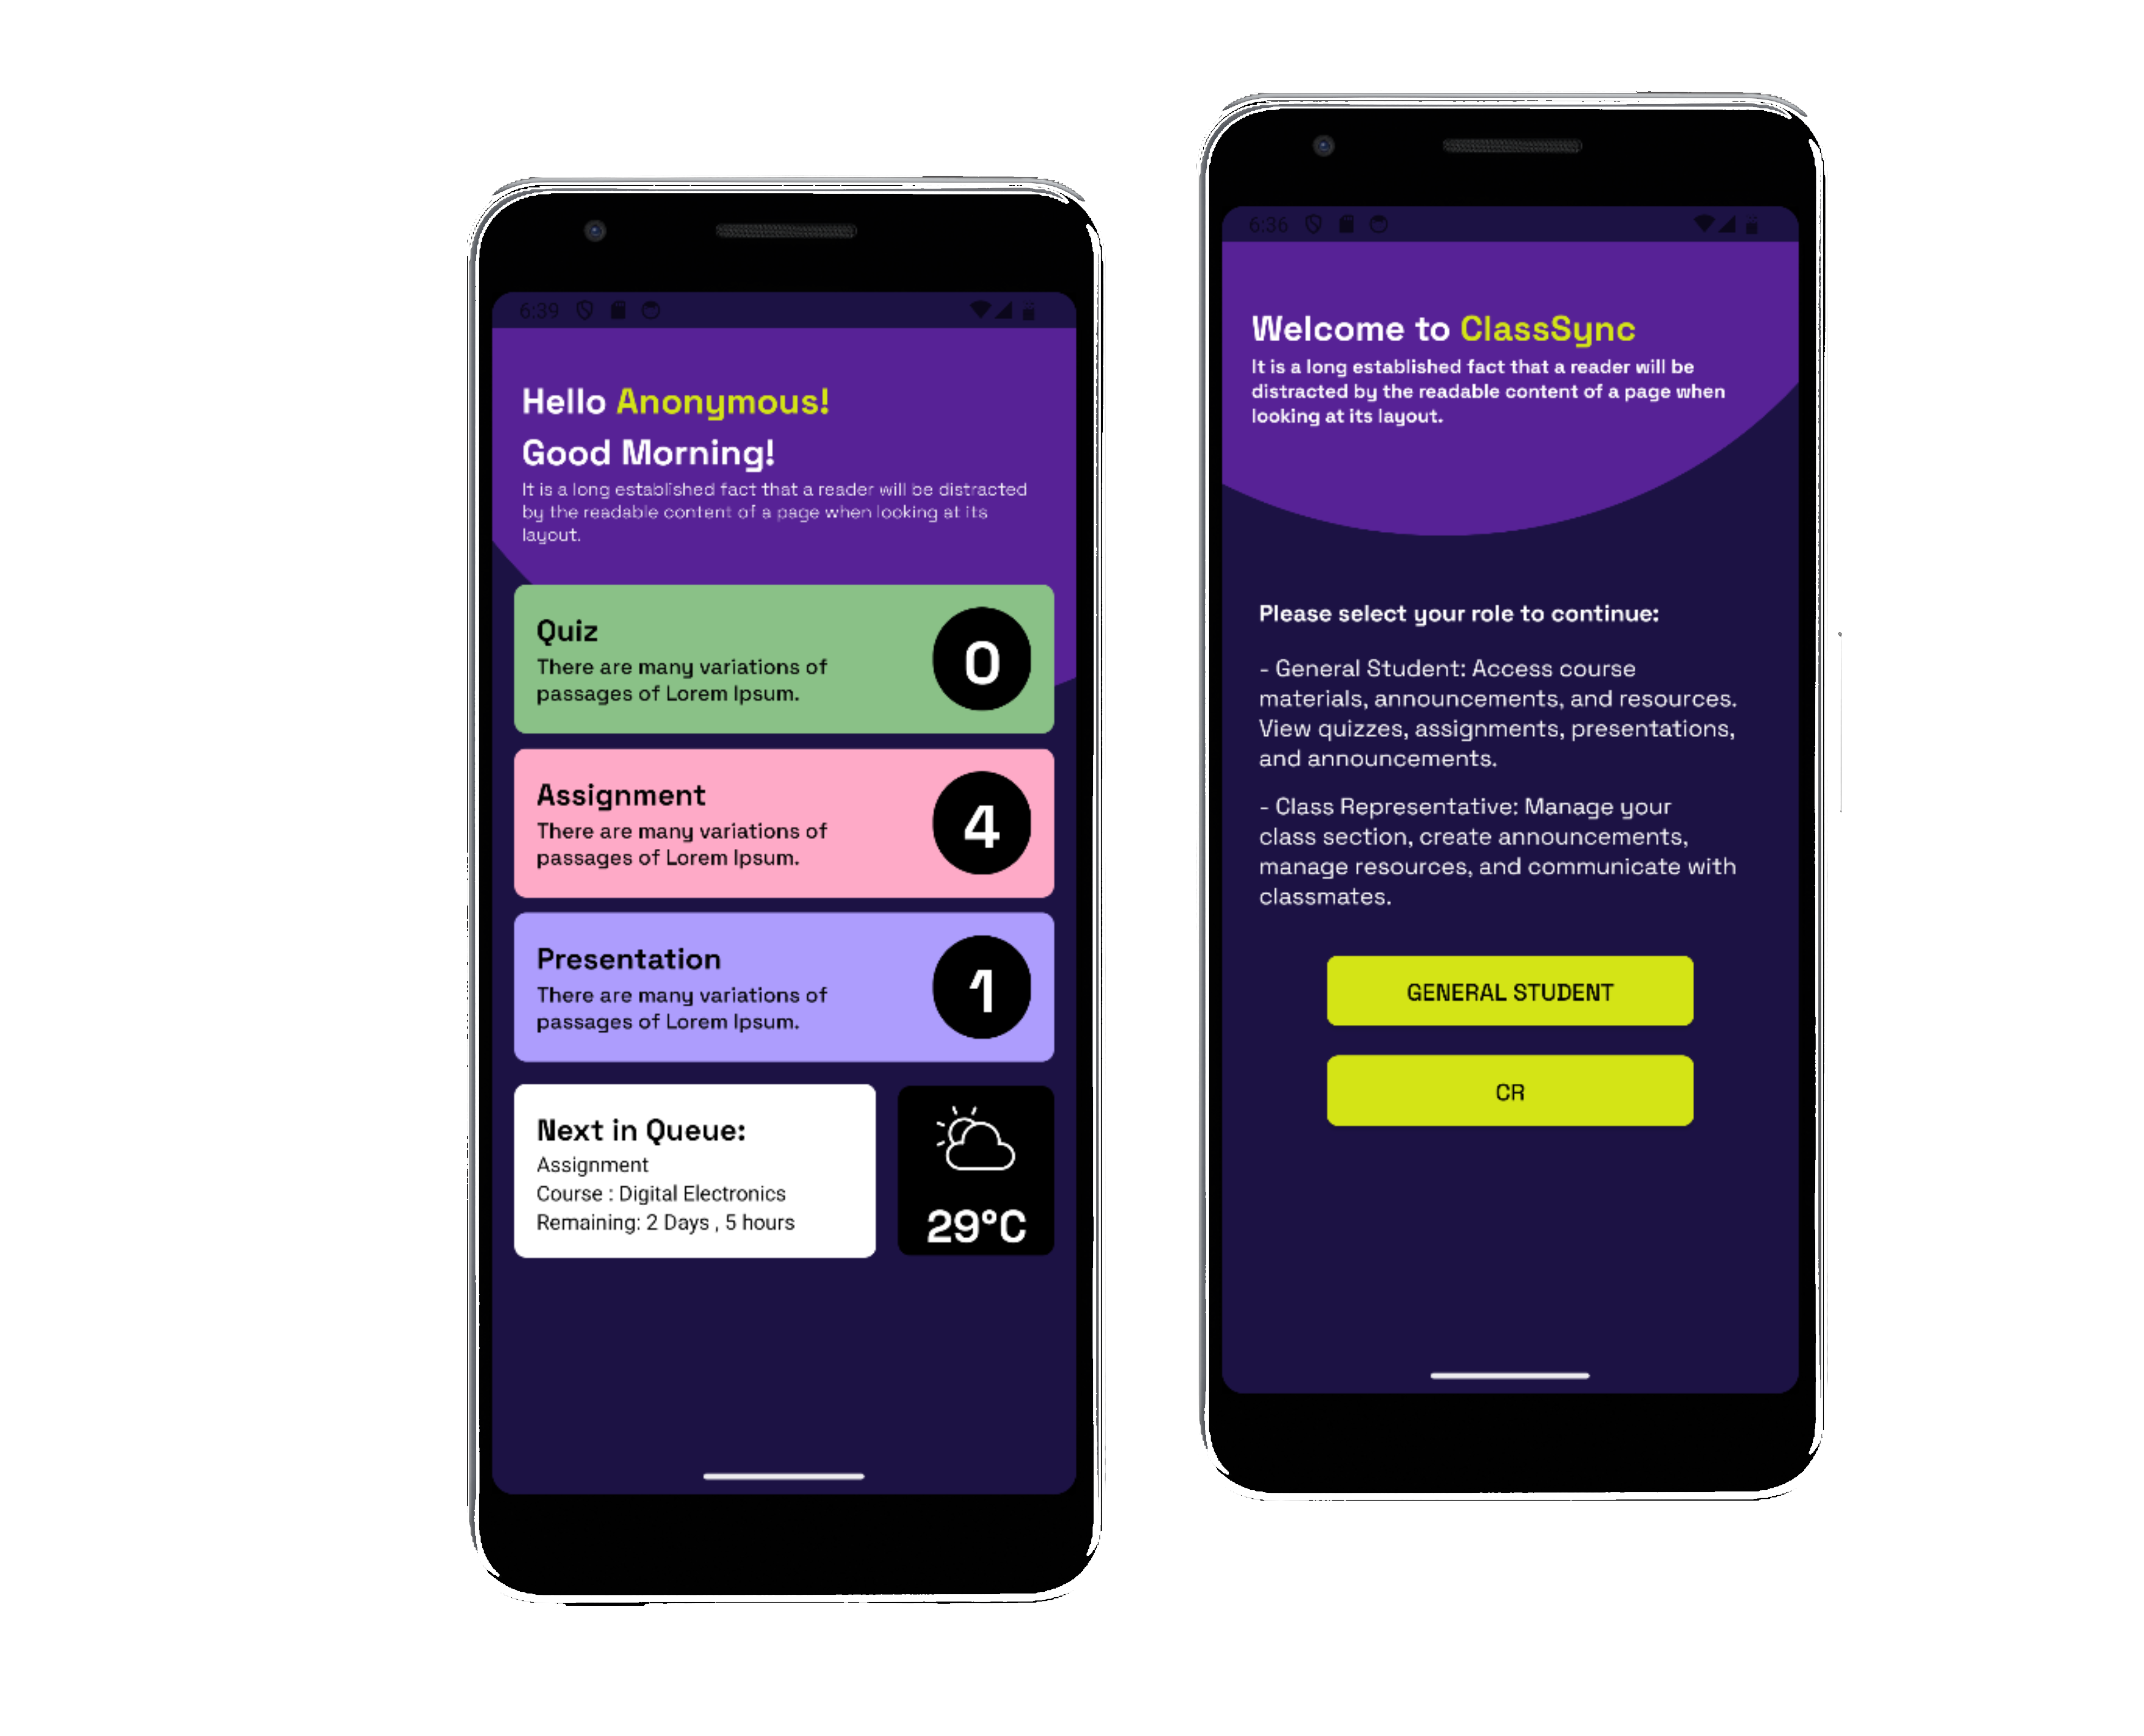 6:39
Hello Anonymous!
Good Morning!
It is a long established fact that a reader will be distracted
by the readable content of a page when looking at its
layout.
Quiz
There are many variations of
passages of Lorem Ipsum.
0
Assignment
There are many variations of
passages of Lorem Ipsum.
4
Presentation
There are many variations of
passages of Lorem Ipsum.
1
Next in Queue:
Assignment
Course : Digital Electronics
Remaining: 2 Days , 5 hours
29°C
6:36
Welcome to ClassSync
It is a long established fact that a reader will be
distracted by the readable content of a page when
looking at its layout.
Please select your role to continue:
- General Student: Access course
materials, announcements, and resources.
View quizzes, assignments, presentations,
and announcements.
- Class Representative: Manage your
class section, create announcements,
manage resources, and communicate with
classmates.
GENERAL STUDENT
CR